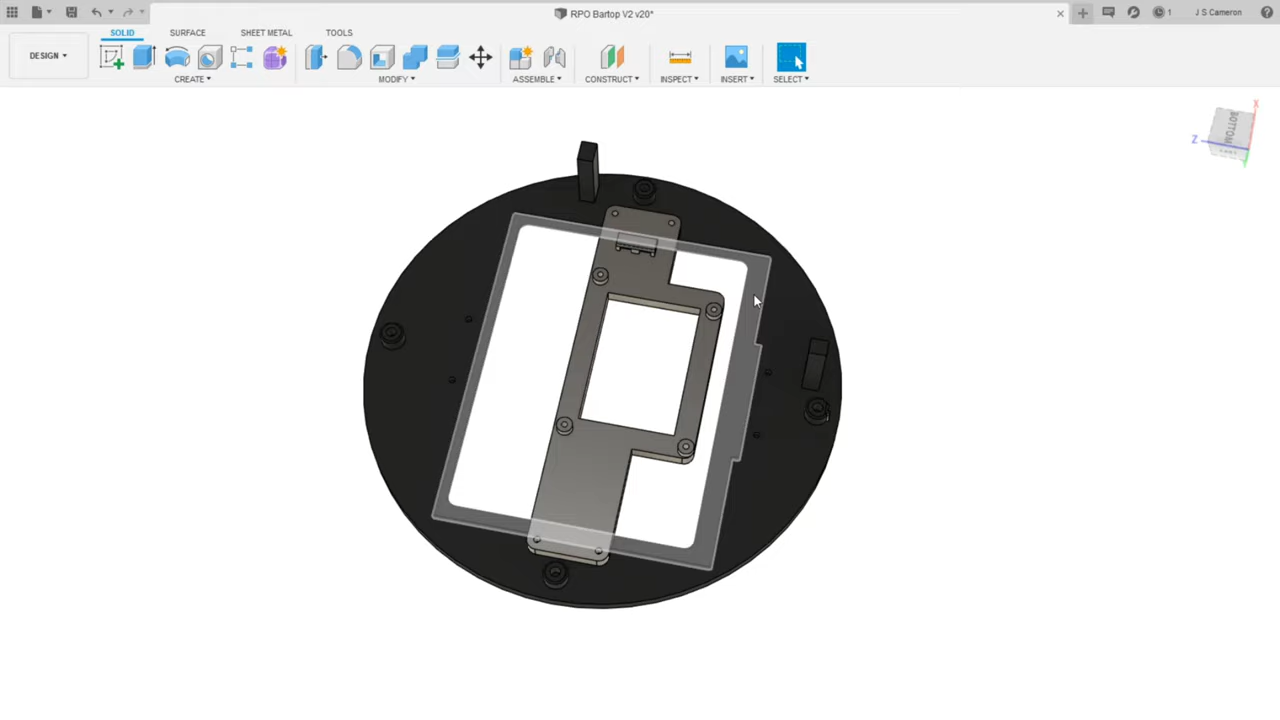 RPO Bartop V2 v20*
1
J S Cameron
SOLID
SURFACE
SHEET METAL
TOOLS
DESIGN
CREATE
MODIFY
ASSEMBLE
CONSTRUCT
INSPECT
INSERT
SELECT
X
BOTTOM
Z